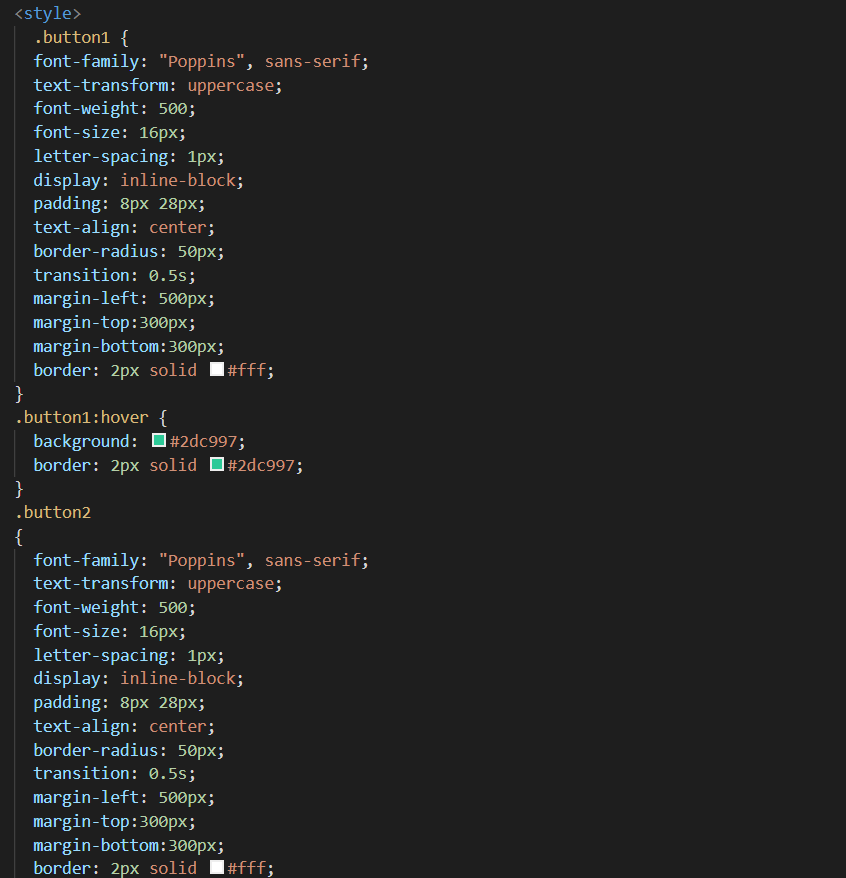 <style>
.button1 {
font-family: "Poppins", sans-serif;
text-transform: uppercase;
font-weight: 500;
font-size: 16px;
letter-spacing: 1px;
display: inline-block;
padding: 8px 28px;
text-align: center;
border-radius: 50px;
transition: 0.5s;
margin-left: 500px;
margin-top:300px;
margin-bottom:300px;
border: 2px solid #fff;
}
.button1:hover {
background: #2dc997;
border: 2px solid #2dc997;
}
.button2
{
font-family: "Poppins", sans-serif;
text-transform: uppercase;
font-weight: 500;
font-size: 16px;
letter-spacing: 1px;
display: inline-block;
padding: 8px 28px;
text-align: center;
border-radius: 50px;
transition: 0.5s;
margin-left: 500px;
margin-top:300px;
margin-bottom:300px;
border: 2px solid #fff;